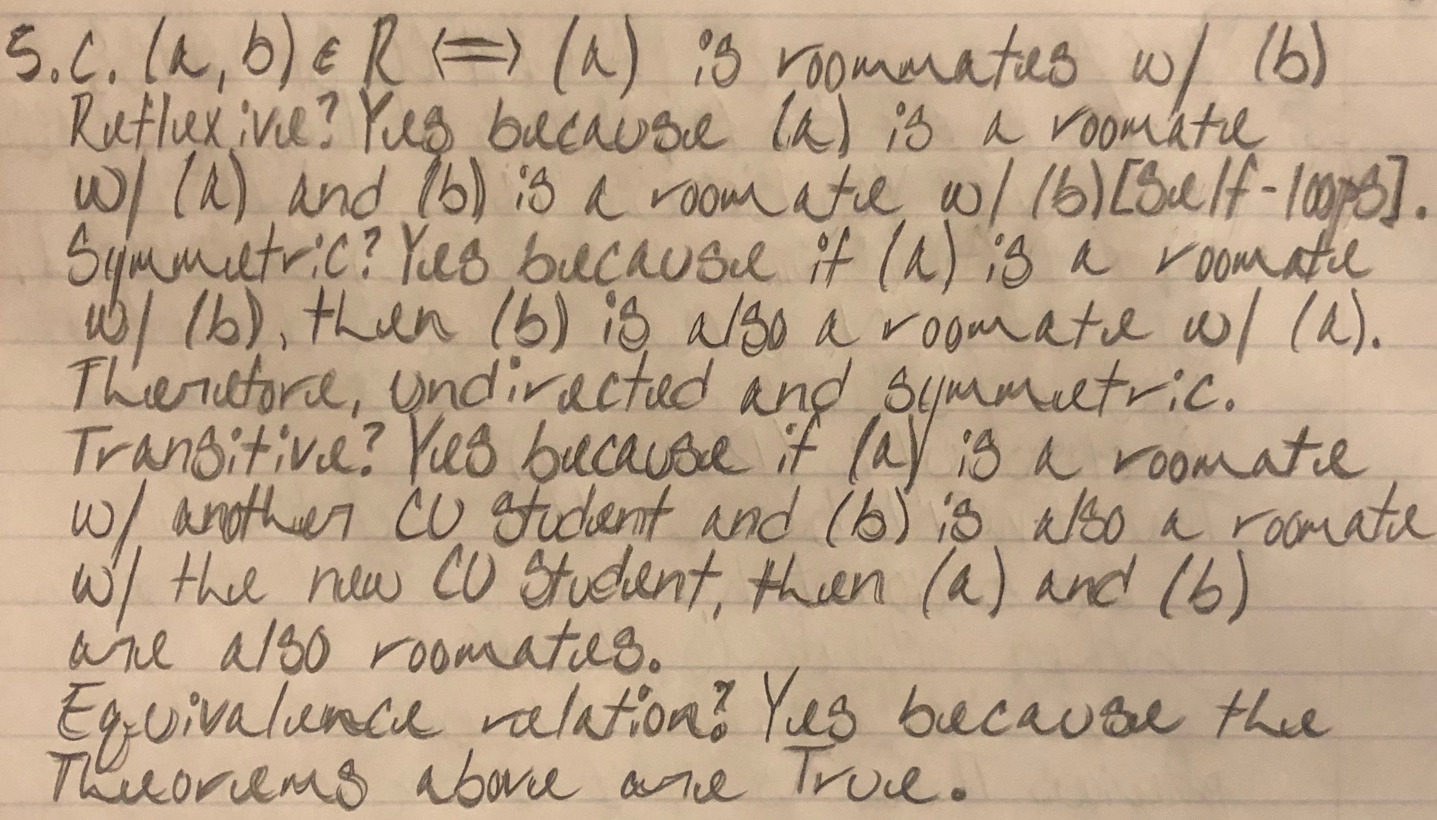 5.c. (a, b) ∈ R <=> (a) is roommates w/ (b)
Reflexive? Yes because (a) is a roomate
w/ (a) and (b) is a roomate w/ (b) [Self-loops].
Symmetric? Yes because if (a) is a roomate
w/ (b), then (b) is also a roomate w/ (a).
Therefore, undirected and symmetric.
Transitive? Yes because if (a) is a roomate
w/ another CU Student and (b) is also a roomate
w/ the new CU Student, then (a) and (b)
are also roomates.
Equivalence relation? Yes because the
Theorems above are True.